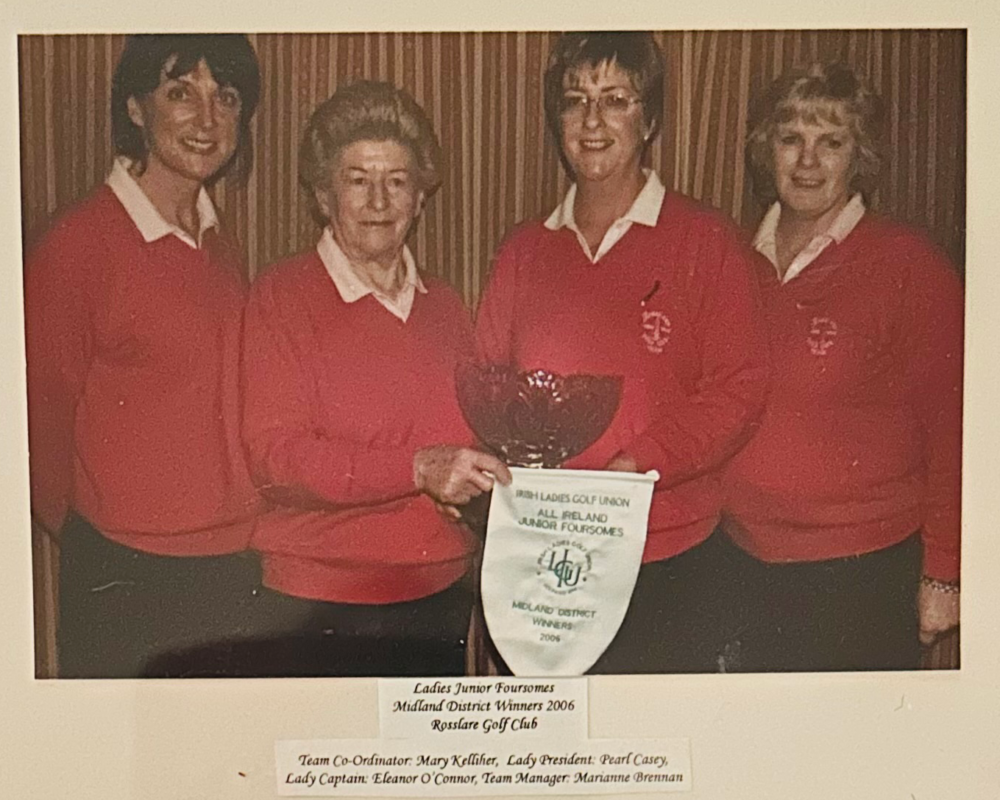 IRISH LADIES GOLF UNION
ALL IRELAND
JUNIOR FOURSOMES
ILGU
MIDLAND DISTRICT
WINNERS
2006
Ladies Junior Foursomes
Midland District Winners 2006
Rosslare Golf Club
Team Co-Ordinator: Mary Kelliher, Lady President: Pearl Casey,
Lady Captain: Eleanor O'Connor, Team Manager: Marianne Brennan